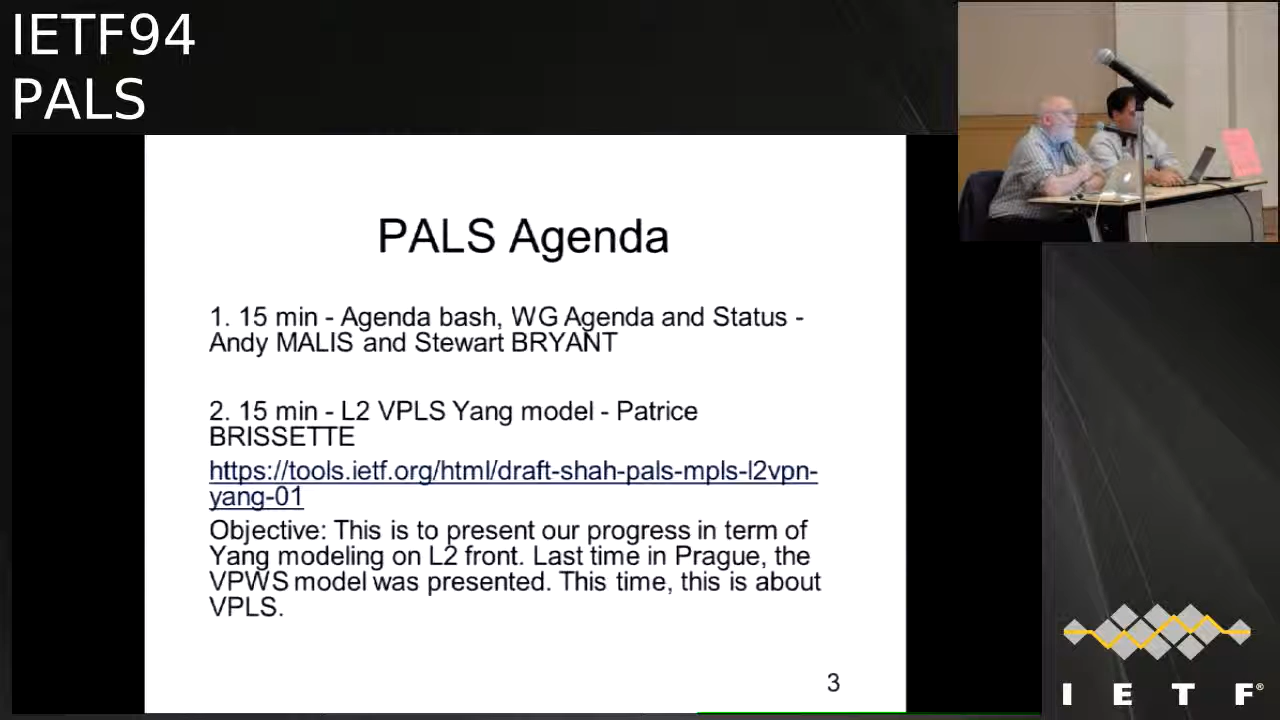 IETF94
PALS
PALS Agenda
1. 15 min - Agenda bash, WG Agenda and Status -
Andy MALIS and Stewart BRYANT
2. 15 min - L2 VPLS Yang model - Patrice
BRISSETTE
https://tools.ietf.org/html/draft-shah-pals-mpls-l2vpn-
yang-01
Objective: This is to present our progress in term of
Yang modeling on L2 front. Last time in Prague, the
VPWS model was presented. This time, this is about
VPLS.
3
I E T F®